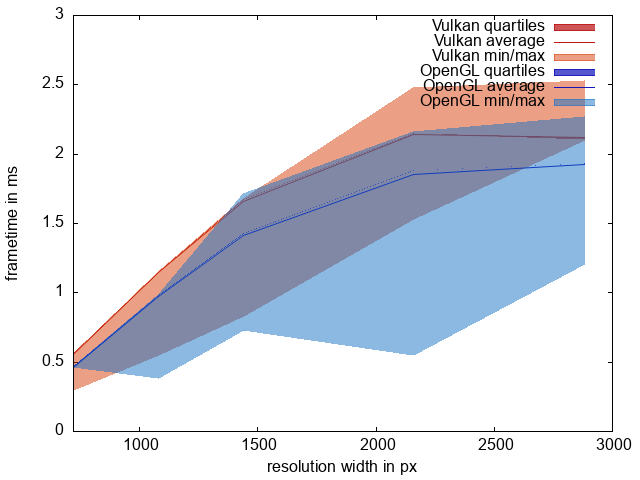 3
2.5
2
1.5
1
0.5
0
frametime in ms
Vulkan quartiles
Vulkan average
Vulkan min/max
OpenGL quartiles
OpenGL average
OpenGL min/max
1000 1500 2000 2500 3000
resolution width in px